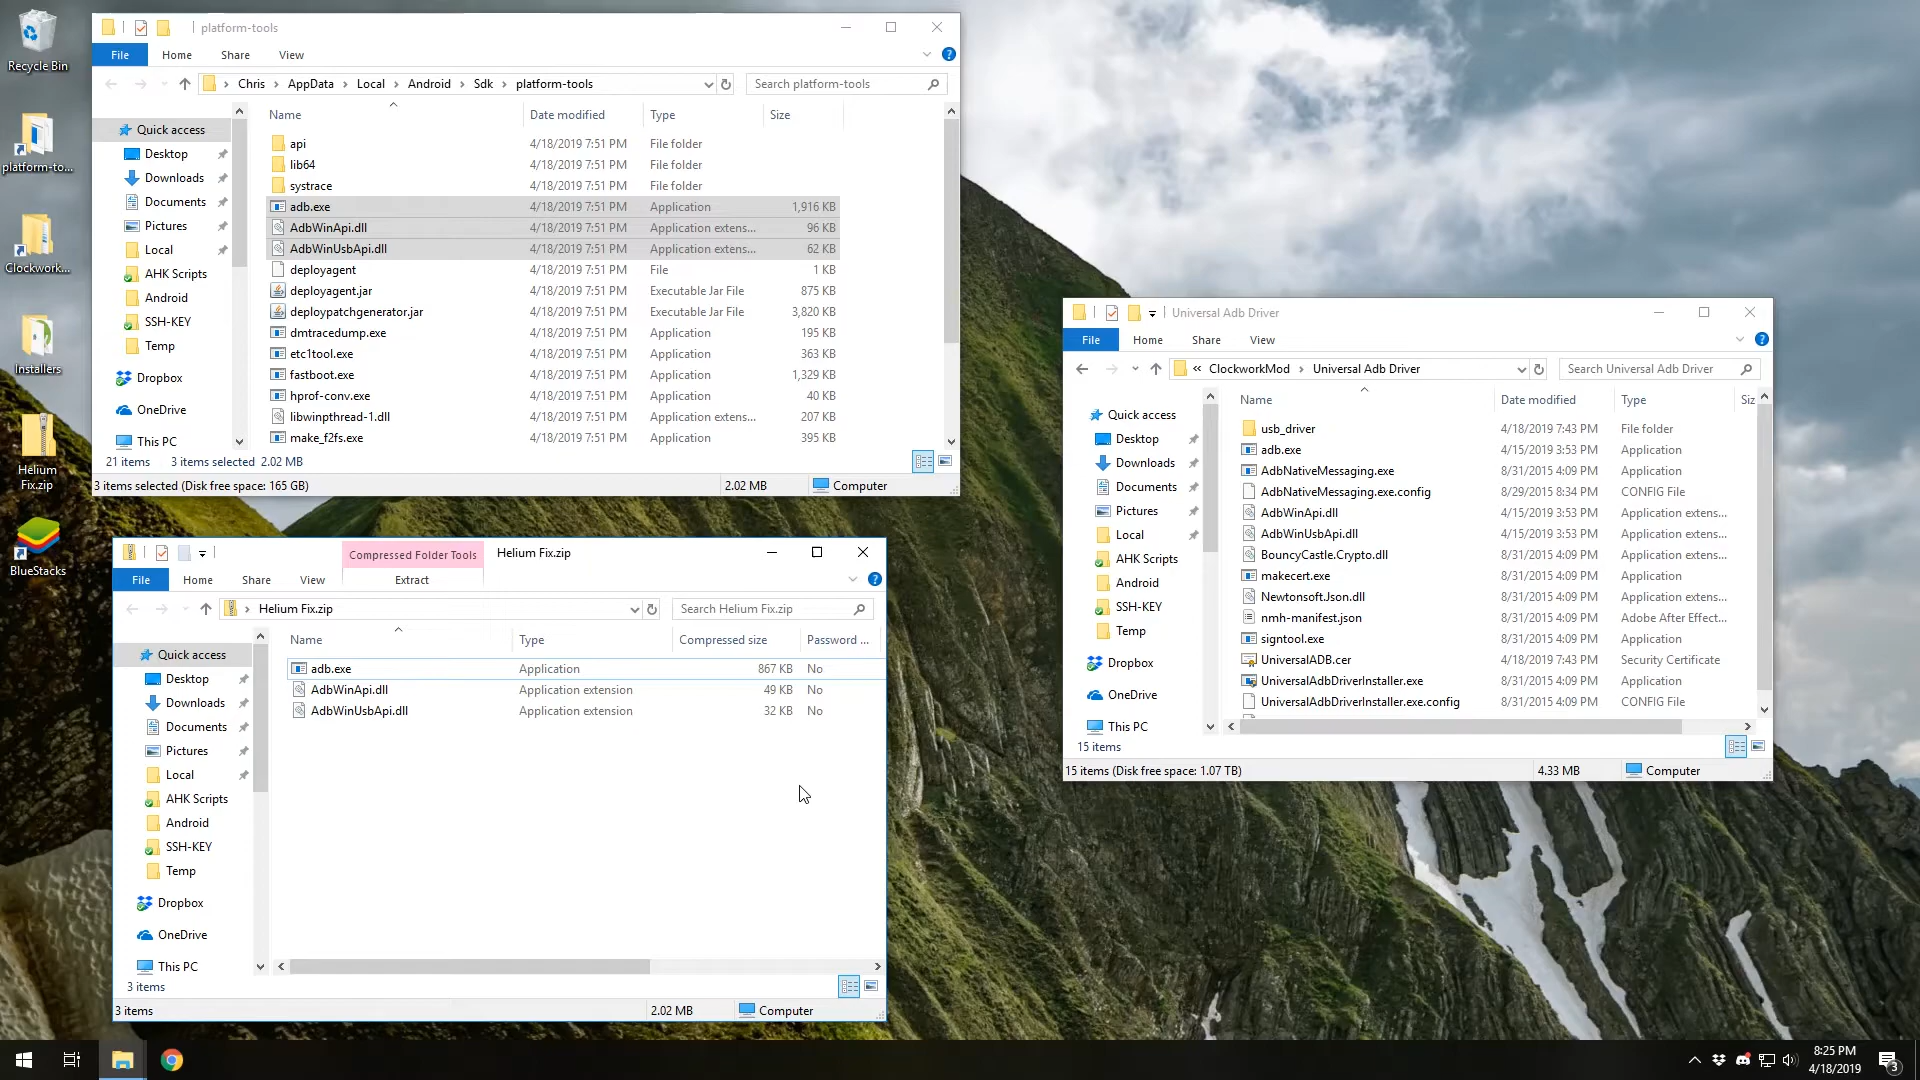 Recycle Bin
platform-to...
Clockwork...
Installers
Helium
Fix.zip
BlueStacks
platform-tools
File Home Share View
Chris AppData Local Android Sdk platform-tools Search platform-tools
Name Date modified Type Size
Quick access
Desktop
Downloads
Documents
Pictures
Local
AHK Scripts
Android
SSH-KEY
Temp
Dropbox
OneDrive
This PC
api 4/18/2019 7:51 PM File folder
lib64 4/18/2019 7:51 PM File folder
systrace 4/18/2019 7:51 PM File folder
adb.exe 4/18/2019 7:51 PM Application 1,916 KB
AdbWinApi.dll 4/18/2019 7:51 PM Application extens... 96 KB
AdbWinUsbApi.dll 4/18/2019 7:51 PM Application extens... 62 KB
deployagent 4/18/2019 7:51 PM File 1 KB
deployagent.jar 4/18/2019 7:51 PM Executable Jar File 875 KB
deploypatchgenerator.jar 4/18/2019 7:51 PM Executable Jar File 3,820 KB
dmtracedump.exe 4/18/2019 7:51 PM Application 195 KB
etc1tool.exe 4/18/2019 7:51 PM Application 363 KB
fastboot.exe 4/18/2019 7:51 PM Application 1,329 KB
hprof-conv.exe 4/18/2019 7:51 PM Application 40 KB
libwinpthread-1.dll 4/18/2019 7:51 PM Application extens... 207 KB
make_f2fs.exe 4/18/2019 7:51 PM Application 395 KB
21 items 3 items selected 2.02 MB
3 items selected (Disk free space: 165 GB) 2.02 MB Computer
Compressed Folder Tools Helium Fix.zip
File Home Share View Extract
Helium Fix.zip Search Helium Fix.zip
Name Type Compressed size Password ...
Quick access
Desktop
Downloads
Documents
Pictures
Local
AHK Scripts
Android
SSH-KEY
Temp
Dropbox
OneDrive
This PC
adb.exe Application 867 KB No
AdbWinApi.dll Application extension 49 KB No
AdbWinUsbApi.dll Application extension 32 KB No
3 items
3 items 2.02 MB Computer
Universal Adb Driver
File Home Share View
« ClockworkMod Universal Adb Driver Search Universal Adb Driver
Name Date modified Type Siz
Quick access
Desktop
Downloads
Documents
Pictures
Local
AHK Scripts
Android
SSH-KEY
Temp
Dropbox
OneDrive
This PC
usb_driver 4/18/2019 7:43 PM File folder
adb.exe 4/15/2019 3:53 PM Application
AdbNativeMessaging.exe 8/31/2015 4:09 PM Application
AdbNativeMessaging.exe.config 8/29/2015 8:34 PM CONFIG File
AdbWinApi.dll 4/15/2019 3:53 PM Application extens...
AdbWinUsbApi.dll 4/15/2019 3:53 PM Application extens...
BouncyCastle.Crypto.dll 8/31/2015 4:09 PM Application extens...
makecert.exe 8/31/2015 4:09 PM Application
Newtonsoft.Json.dll 8/31/2015 4:09 PM Application extens...
nmh-manifest.json 8/31/2015 4:09 PM Adobe After Effect...
signtool.exe 8/31/2015 4:09 PM Application
UniversalADB.cer 4/18/2019 7:43 PM Security Certificate
UniversalAdbDriverInstaller.exe 8/31/2015 4:09 PM Application
UniversalAdbDriverInstaller.exe.config 8/31/2015 4:09 PM CONFIG File
15 items
15 items (Disk free space: 1.07 TB) 4.33 MB Computer
8:25 PM
4/18/2019
3